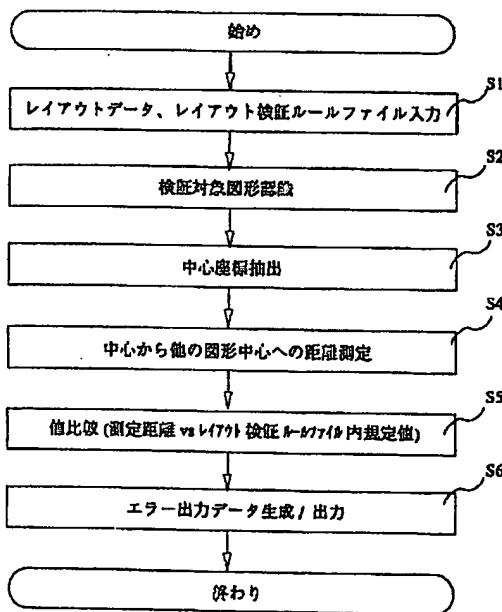 始め
S1
レイアウトデータ、レイアウト検証ルールファイル入力
S2
検証対象図形認識
S3
中心座標抽出
S4
中心から他の図形中心への距離測定
S5
値比較 (測定距離 vs レイアウト検証ルールファイル内規定値)
S6
エラー出力データ生成 / 出力
終わり